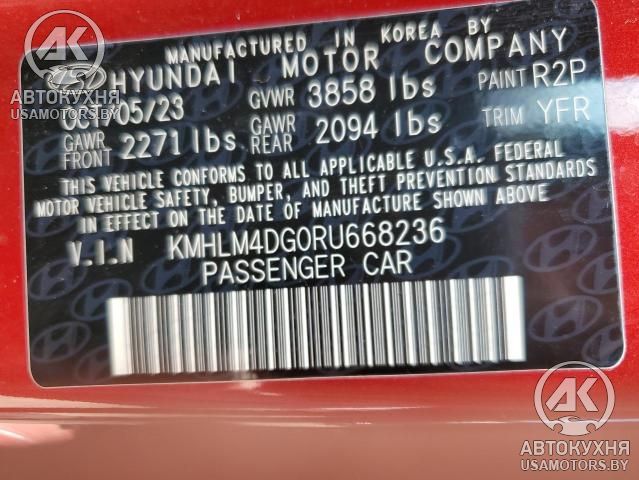 MANUFACTURED IN KOREA BY
HYUNDAI MOTOR COMPANY
OCT/05/23 GVWR 3858 lbs PAINT R2P
GAWR FRONT 2271 lbs GAWR REAR 2094 lbs TRIM YFR
THIS VEHICLE CONFORMS TO ALL APPLICABLE U.S.A. FEDERAL
MOTOR VEHICLE SAFETY, BUMPER, AND THEFT PREVENTION STANDARDS
IN EFFECT ON THE DATE OF MANUFACTURE SHOWN ABOVE
V.I.N KMHLM4DG0RU668236
PASSENGER CAR
АК
АВТОКУХНЯ
USAMOTORS.BY
АК
АВТОКУХНЯ
USAMOTORS.BY